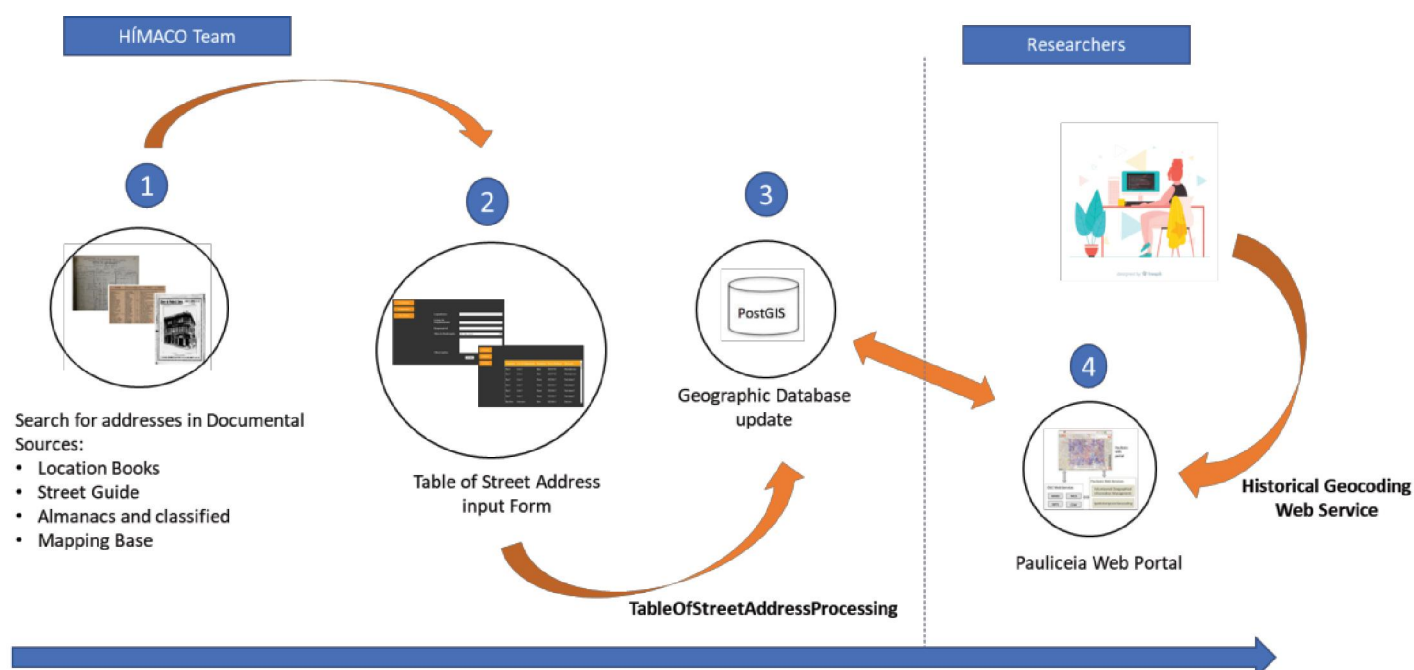 HÍMACO Team
Researchers
1
2
3
4
PostGIS
Search for addresses in Documental
Sources:
• Location Books
• Street Guide
• Almanacs and classified
• Mapping Base
Table of Street Address
input Form
Geographic Database
update
TableOfStreetAddressProcessing
Pauliceia Web Portal
Historical Geocoding
Web Service